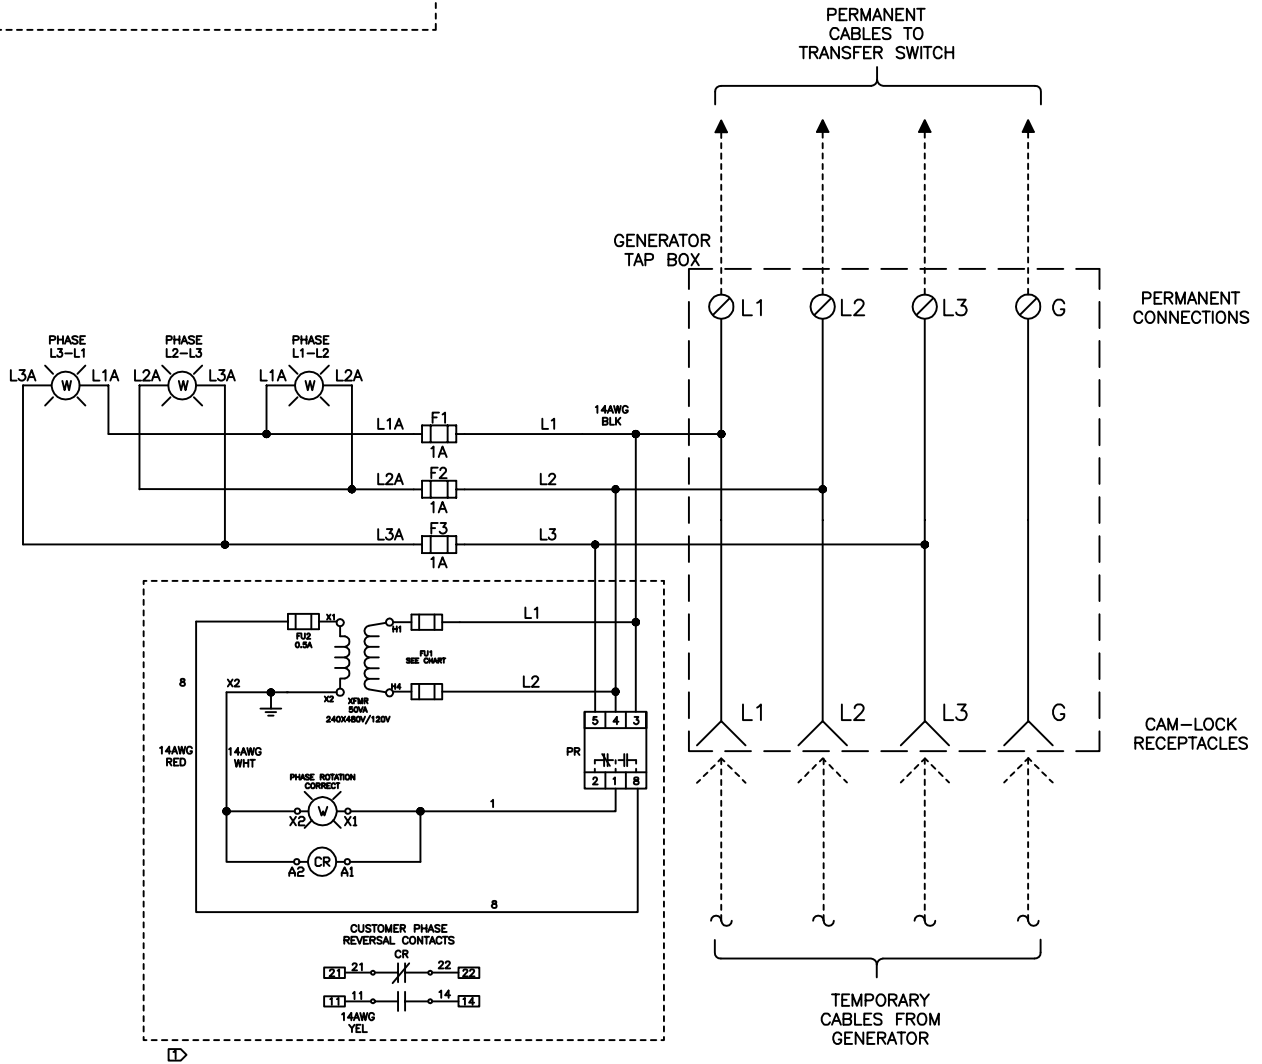 PERMANENT
CABLES TO
TRANSFER SWITCH
GENERATOR
TAP BOX
L1
L2
L3
G
PERMANENT
CONNECTIONS
PHASE
L3-L1
PHASE
L2-L3
PHASE
L1-L2
L3A
W
L1A
L2A
W
L3A
L1A
W
L2A
L1A
F1
1A
L1
14AWG
BLK
L2A
F2
1A
L2
L3A
F3
1A
L3
X1
FU2
0.5A
H1
L1
FU1
SEE CHART
8
X2
X2
H4
L2
XFMR
50VA
240X480V/120V
5 4 3
PR
2 1 8
14AWG
RED
14AWG
WHT
PHASE ROTATION
CORRECT
X2
W
X1
1
A2
CR
A1
8
CUSTOMER PHASE
REVERSAL CONTACTS
CR
21 21 22 22
11 11 14 14
14AWG
YEL
1
L1
L2
L3
G
CAM-LOCK
RECEPTACLES
TEMPORARY
CABLES FROM
GENERATOR